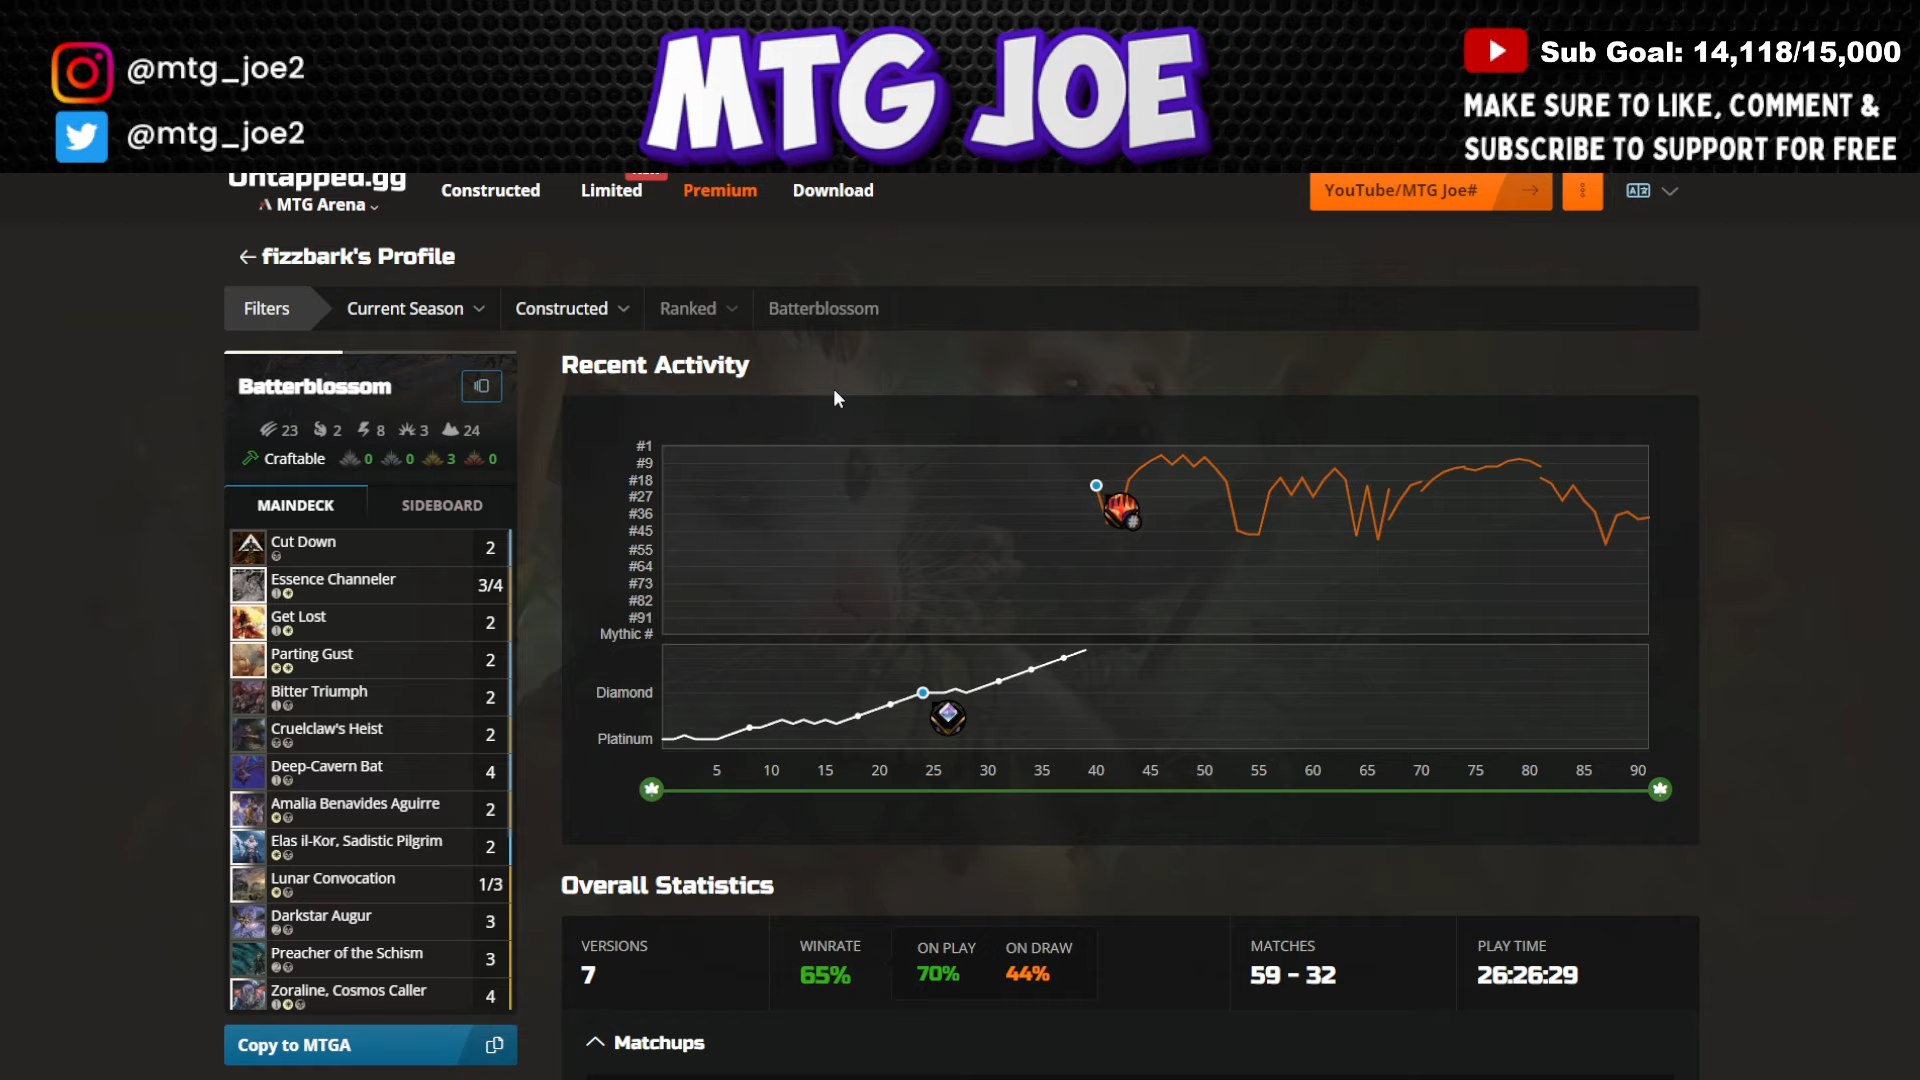 @mtg_joe2
@mtg_joe2
MTG JOE
Sub Goal: 14,118/15,000
MAKE SURE TO LIKE, COMMENT &
SUBSCRIBE TO SUPPORT FOR FREE
Untapped.gg
MTG Arena
Constructed
Limited
Premium
Download
YouTube/MTG Joe#
fizzbark's Profile
Filters
Current Season
Constructed
Ranked
Batterblossom
Batterblossom
23 2 8 3 24
Craftable 0 0 3 0
MAINDECK SIDEBOARD
Cut Down 2
Essence Channeler 3/4
Get Lost 2
Parting Gust 2
Bitter Triumph 2
Cruelclaw's Heist 2
Deep-Cavern Bat 4
Amalia Benavides Aguirre 2
Elas il-Kor, Sadistic Pilgrim 2
Lunar Convocation 1/3
Darkstar Augur 3
Preacher of the Schism 3
Zoraline, Cosmos Caller 4
Copy to MTGA
Recent Activity
#1
#9
#18
#27
#36
#45
#55
#64
#73
#82
#91
Mythic #
#
Diamond
Platinum
5 10 15 20 25 30 35 40 45 50 55 60 65 70 75 80 85 90
Overall Statistics
VERSIONS
7
WINRATE
65%
ON PLAY
70%
ON DRAW
44%
MATCHES
59 - 32
PLAY TIME
26:26:29
Matchups